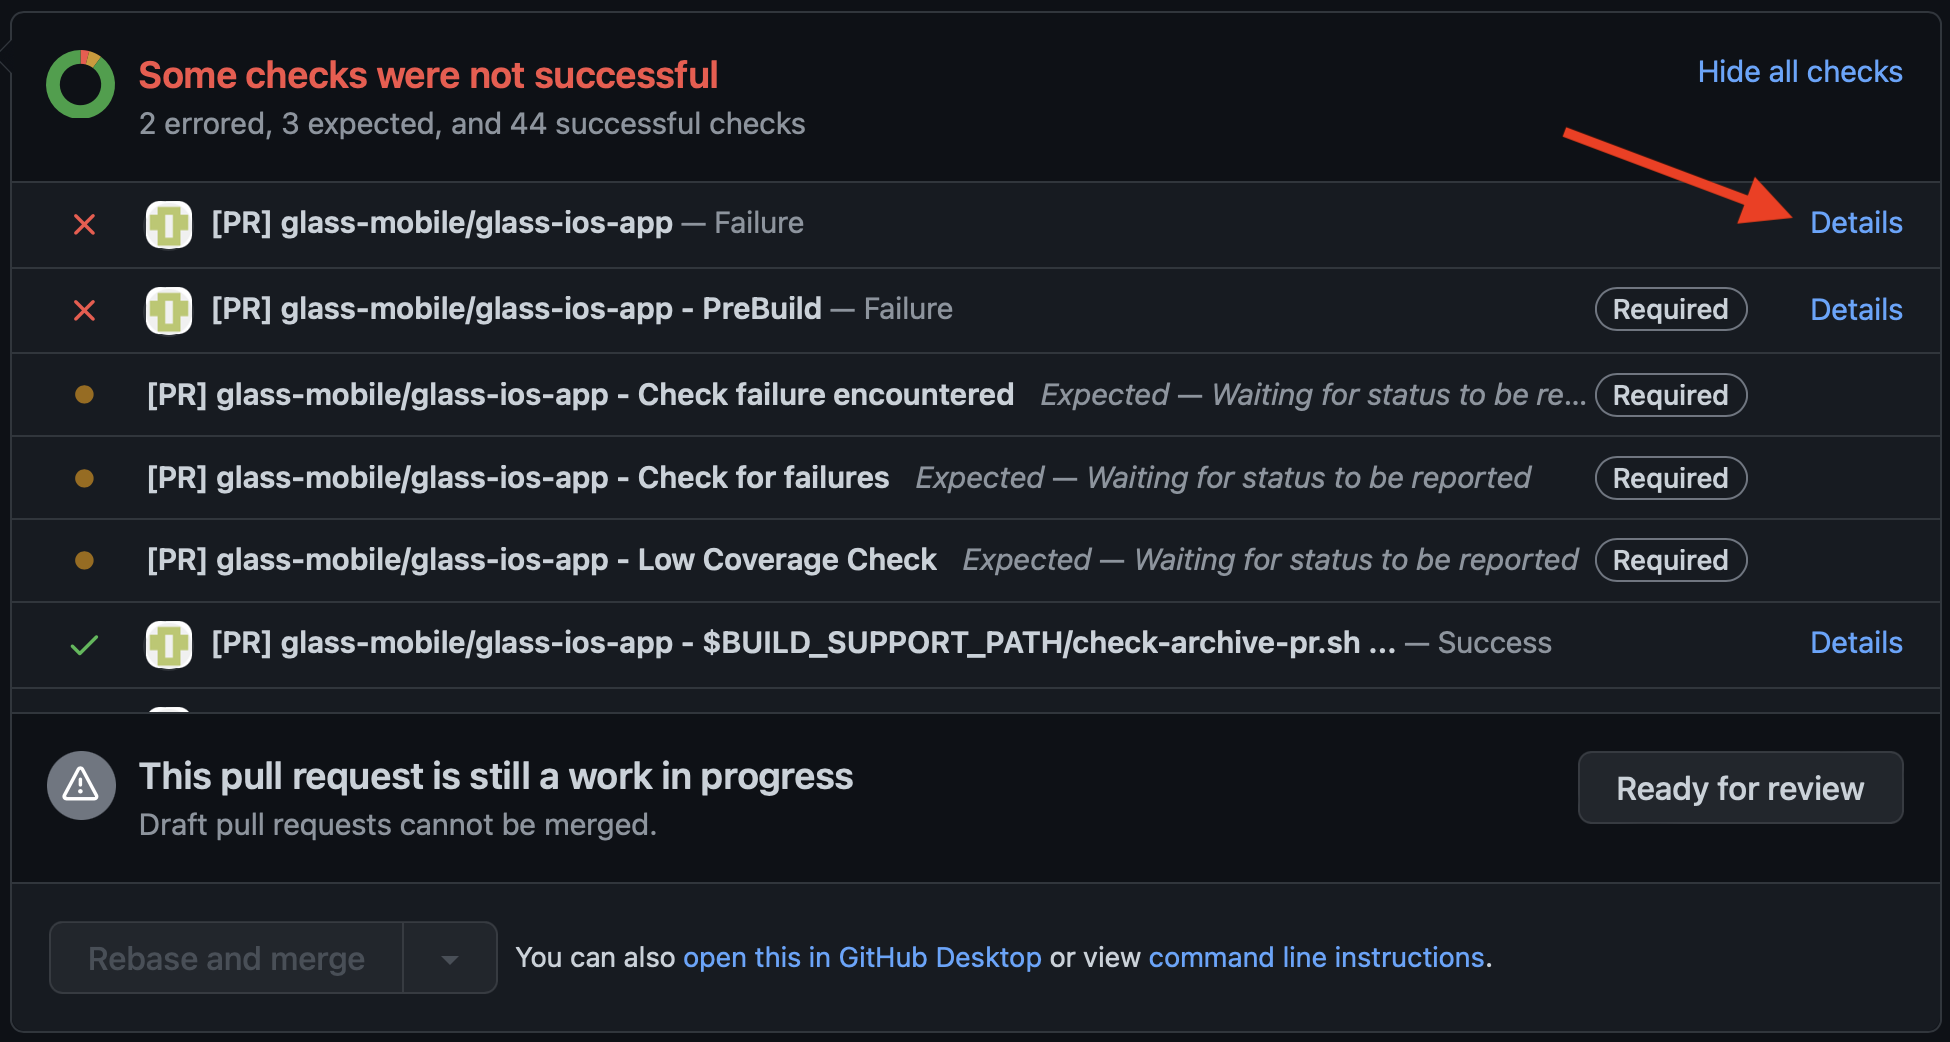 Some checks were not successful
Hide all checks
2 errored, 3 expected, and 44 successful checks
[PR] glass-mobile/glass-ios-app — Failure
Details
[PR] glass-mobile/glass-ios-app - PreBuild — Failure
Required
Details
[PR] glass-mobile/glass-ios-app - Check failure encountered Expected — Waiting for status to be re...
Required
[PR] glass-mobile/glass-ios-app - Check for failures Expected — Waiting for status to be reported
Required
[PR] glass-mobile/glass-ios-app - Low Coverage Check Expected — Waiting for status to be reported
Required
[PR] glass-mobile/glass-ios-app - $BUILD_SUPPORT_PATH/check-archive-pr.sh ... — Success
Details
This pull request is still a work in progress
Draft pull requests cannot be merged.
Ready for review
Rebase and merge
You can also open this in GitHub Desktop or view command line instructions.